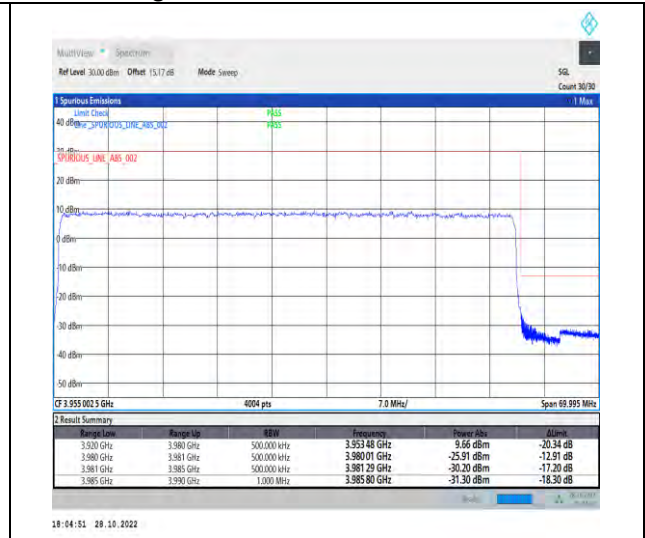 MultiView Spectrum
Ref Level 30.00 dBm Offset 15.17 dB Mode Sweep SGL
Count 30/30
1 Spurious Emissions 1 Max
Limit Check PASS
40 dBm
Line _SPURIOUS_LINE_ABS_002 PASS
_SPURIOUS_LINE_ABS_002
20 dBm
10 dBm
0 dBm
-10 dBm
-20 dBm
-30 dBm
-40 dBm
-50 dBm
CF 3.955 002 5 GHz 4004 pts 7.0 MHz/ Span 69.995 MHz
2 Result Summary
Range Low Range Up RBW Frequency Power Abs ΔLimit
3.920 GHz 3.980 GHz 500.000 kHz 3.953 48 GHz 9.66 dBm -20.34 dB
3.980 GHz 3.981 GHz 500.000 kHz 3.980 01 GHz -25.91 dBm -12.91 dB
3.981 GHz 3.985 GHz 500.000 kHz 3.981 29 GHz -30.20 dBm -17.20 dB
3.985 GHz 3.990 GHz 1.000 MHz 3.985 80 GHz -31.30 dBm -18.30 dB
18:04:51 28.10.2022